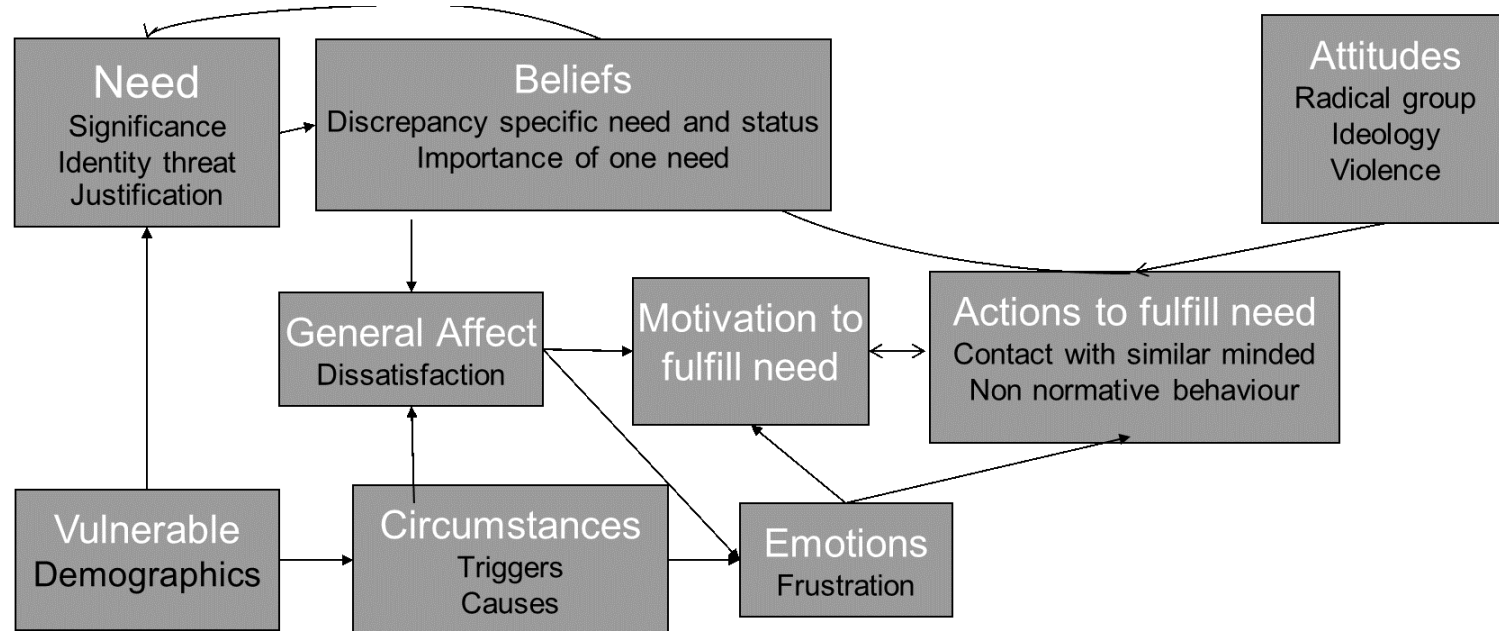 Need
Significance
Identity threat
Justification
Beliefs
Discrepancy specific need and status
Importance of one need
Attitudes
Radical group
Ideology
Violence
General Affect
Dissatisfaction
Motivation to
fulfill need
Actions to fulfill need
Contact with similar minded
Non normative behaviour
Vulnerable
Demographics
Circumstances
Triggers
Causes
Emotions
Frustration